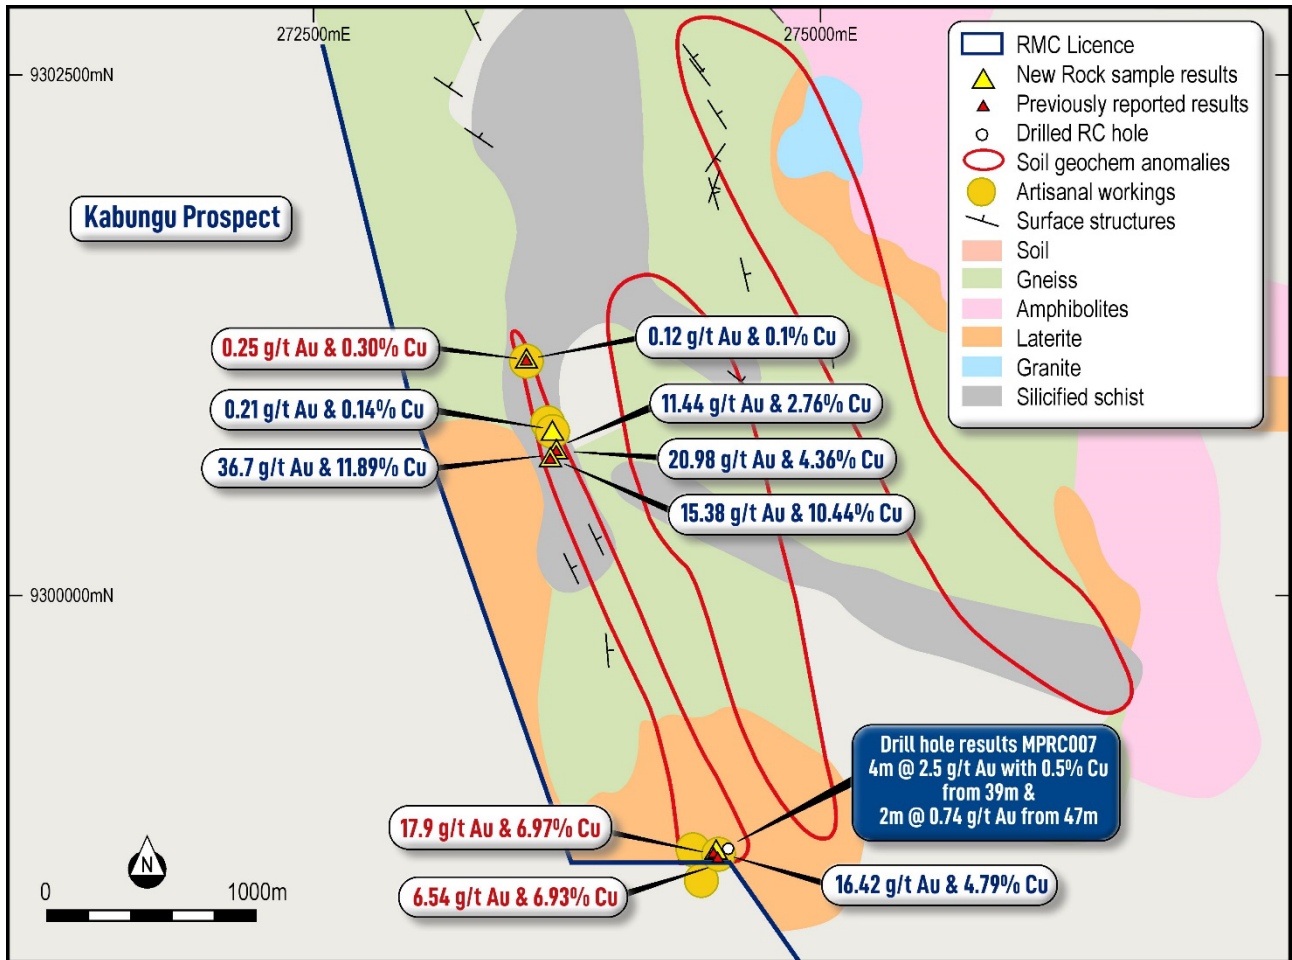 272500mE
275000mE
9302500mN
9300000mN
Kabungu Prospect
RMC Licence
New Rock sample results
Previously reported results
Drilled RC hole
Soil geochem anomalies
Artisanal workings
Surface structures
Soil
Gneiss
Amphibolites
Laterite
Granite
Silicified schist
0.25 g/t Au & 0.30% Cu
0.12 g/t Au & 0.1% Cu
0.21 g/t Au & 0.14% Cu
11.44 g/t Au & 2.76% Cu
36.7 g/t Au & 11.89% Cu
20.98 g/t Au & 4.36% Cu
15.38 g/t Au & 10.44% Cu
Drill hole results MPRC007
4m @ 2.5 g/t Au with 0.5% Cu
from 39m &
2m @ 0.74 g/t Au from 47m
17.9 g/t Au & 6.97% Cu
16.42 g/t Au & 4.79% Cu
6.54 g/t Au & 6.93% Cu
N
0 1000m